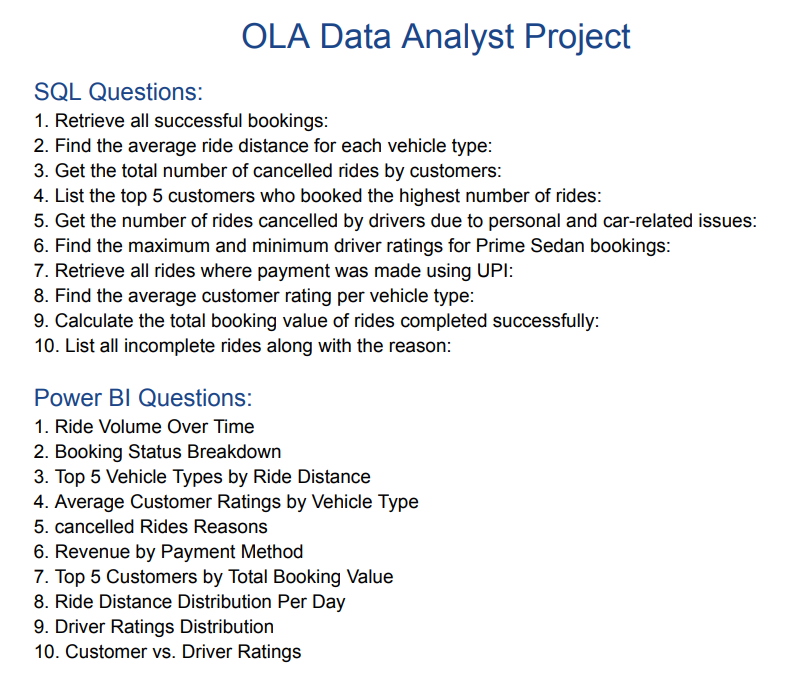 OLA Data Analyst Project
SQL Questions:
1. Retrieve all successful bookings:
2. Find the average ride distance for each vehicle type:
3. Get the total number of cancelled rides by customers:
4. List the top 5 customers who booked the highest number of rides:
5. Get the number of rides cancelled by drivers due to personal and car-related issues:
6. Find the maximum and minimum driver ratings for Prime Sedan bookings:
7. Retrieve all rides where payment was made using UPI:
8. Find the average customer rating per vehicle type:
9. Calculate the total booking value of rides completed successfully:
10. List all incomplete rides along with the reason:
Power BI Questions:
1. Ride Volume Over Time
2. Booking Status Breakdown
3. Top 5 Vehicle Types by Ride Distance
4. Average Customer Ratings by Vehicle Type
5. cancelled Rides Reasons
6. Revenue by Payment Method
7. Top 5 Customers by Total Booking Value
8. Ride Distance Distribution Per Day
9. Driver Ratings Distribution
10. Customer vs. Driver Ratings